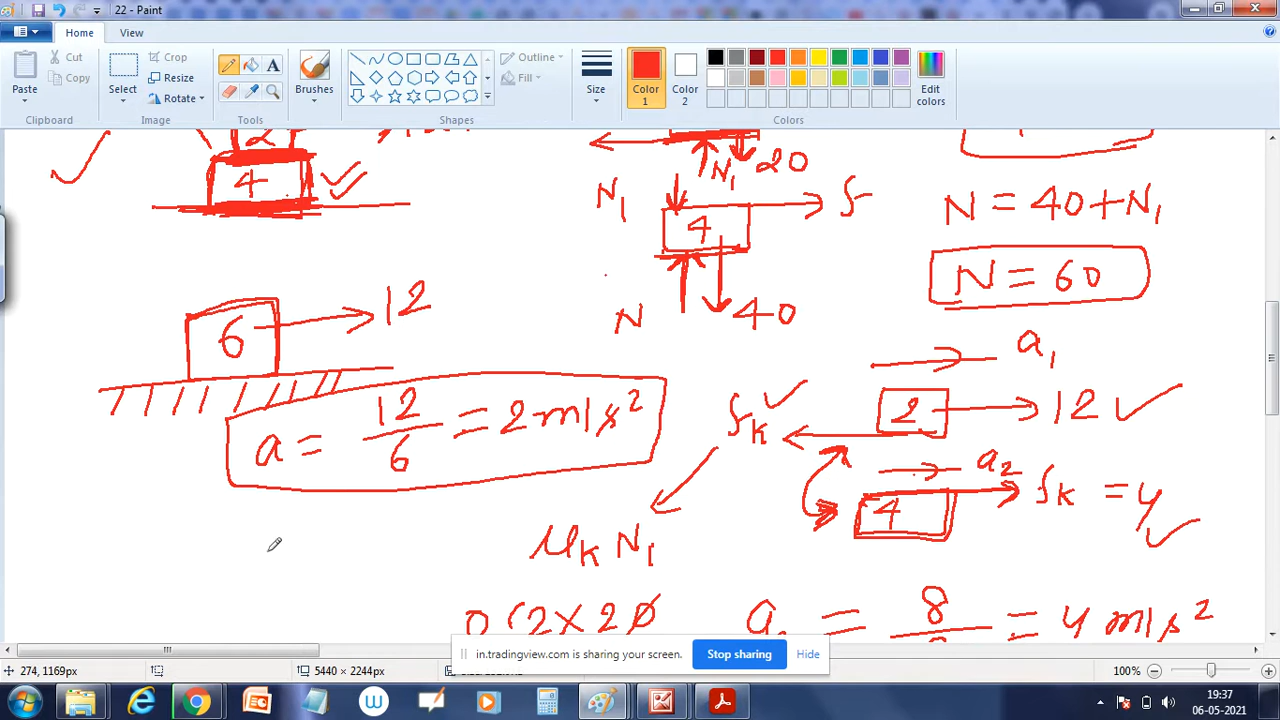 22 - Paint
Home View
Paste
Cut
Copy
Clipboard
Select
Crop
Resize
Rotate
Image
Tools
Brushes
Shapes
Outline
Fill
Size
Color 1
Color 2
Edit colors
Colors
2
4
N₁ 20
N₁
4
f
N
40
N = 40+N₁
N = 60
6 → 12
a = 12/6 = 2 m/s²
a₁
fₖ
2
12
a₂
4
fₖ = 4
μₖ N₁
0.2 × 20
= 8 = 4 m/s²
in.tradingview.com is sharing your screen. Stop sharing Hide
274, 1169px
5440 × 2244px
100%
19:37
06-05-2021